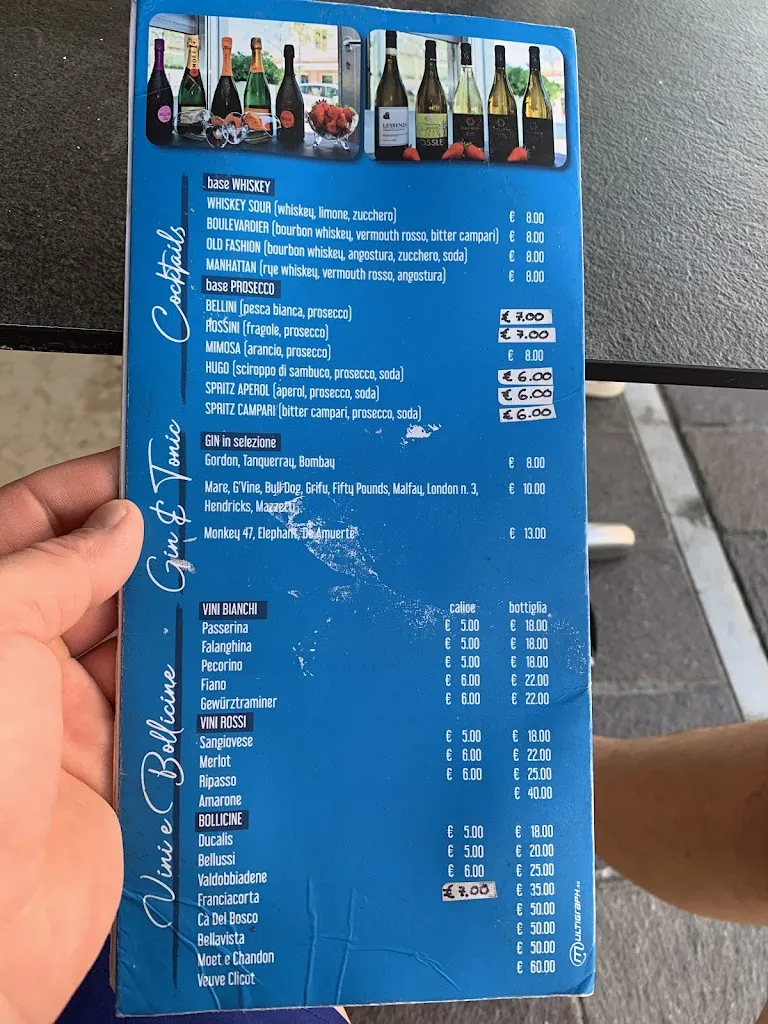 MOET
LESSENZA
OSSLER
Cocktails
base WHISKEY
WHISKEY SOUR (whiskey, limone, zucchero) € 8.00
BOULEVARDIER (bourbon whiskey, vermouth rosso, bitter campari) € 8.00
OLD FASHION (bourbon whiskey, angostura, zucchero, soda) € 8.00
MANHATTAN (rye whiskey, vermouth rosso, angostura) € 8.00
base PROSECCO
BELLINI (pesca bianca, prosecco) € 7.00
ROSSINI (fragole, prosecco) € 7.00
MIMOSA (arancio, prosecco) € 8.00
HUGO (sciroppo di sambuco, prosecco, soda) € 6.00
SPRITZ APEROL (aperol, prosecco, soda) € 6.00
SPRITZ CAMPARI (bitter campari, prosecco, soda) € 6.00
Gin & Tonic
GIN in selezione
Gordon, Tanquerray, Bombay € 8.00
Mare, G'Vine, Bull Dog, Grifu, Fifty Pounds, Malfay, London n. 3, € 10.00
Hendricks, Mazzetti
Monkey 47, Elephant, De Amuerte € 13.00
Vini e Bollicine
VINI BIANCHI calice bottiglia
Passerina € 5.00 € 18.00
Falanghina € 5.00 € 18.00
Pecorino € 5.00 € 18.00
Fiano € 6.00 € 22.00
Gewürztraminer € 6.00 € 22.00
VINI ROSSI
Sangiovese € 5.00 € 18.00
Merlot € 6.00 € 22.00
Ripasso € 6.00 € 25.00
Amarone € 40.00
BOLLICINE
Ducalis € 5.00 € 18.00
Bellussi € 5.00 € 20.00
Valdobbiadene € 6.00 € 25.00
Franciacorta € 7.00 € 35.00
Cà Del Bosco € 50.00
Bellavista € 50.00
Moet e Chandon € 50.00
Veuve Clicot € 60.00
MULTIGRAPH